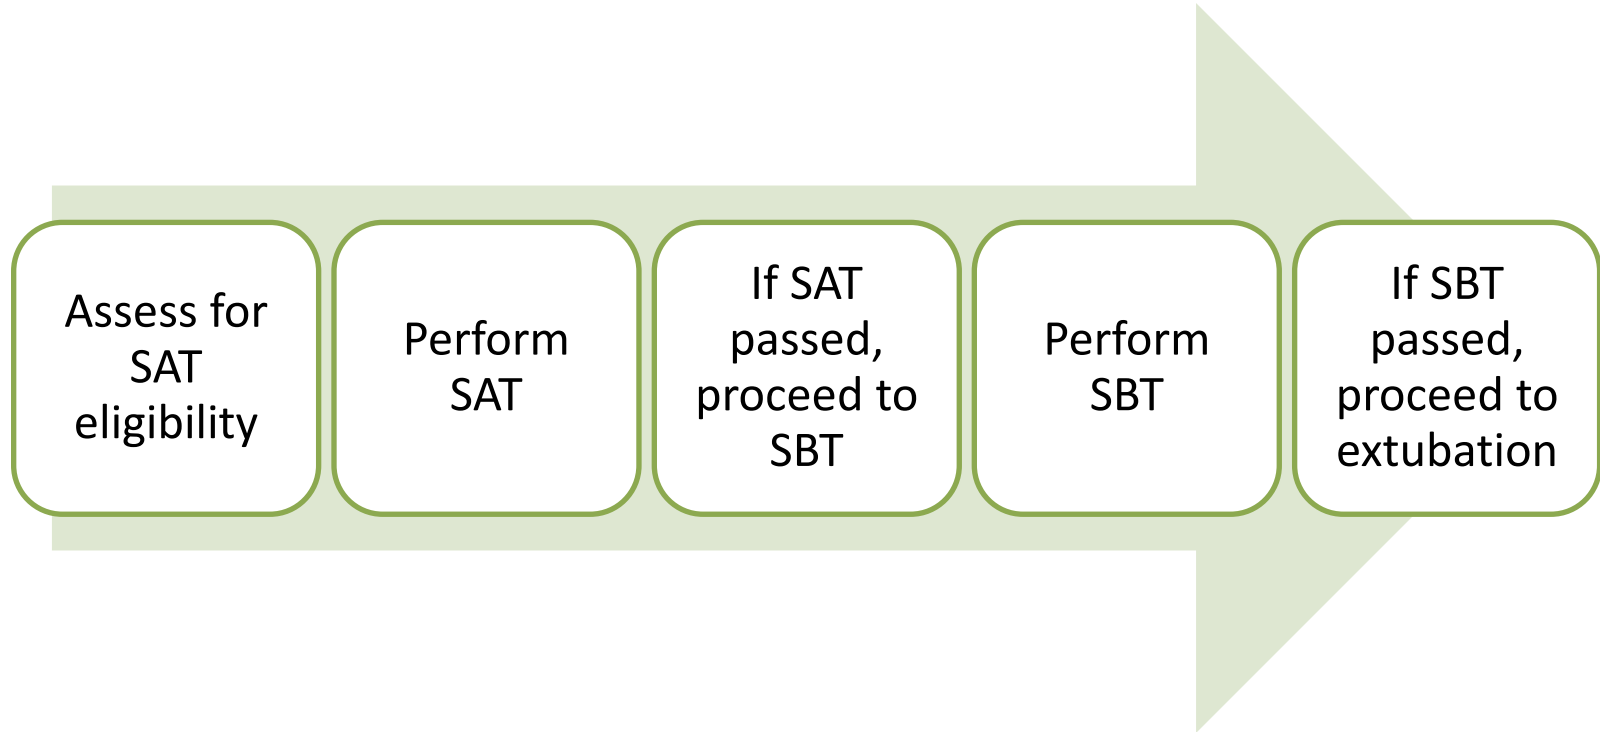 Assess for
SAT
eligibility
Perform
SAT
If SAT
passed,
proceed to
SBT
Perform
SBT
If SBT
passed,
proceed to
extubation